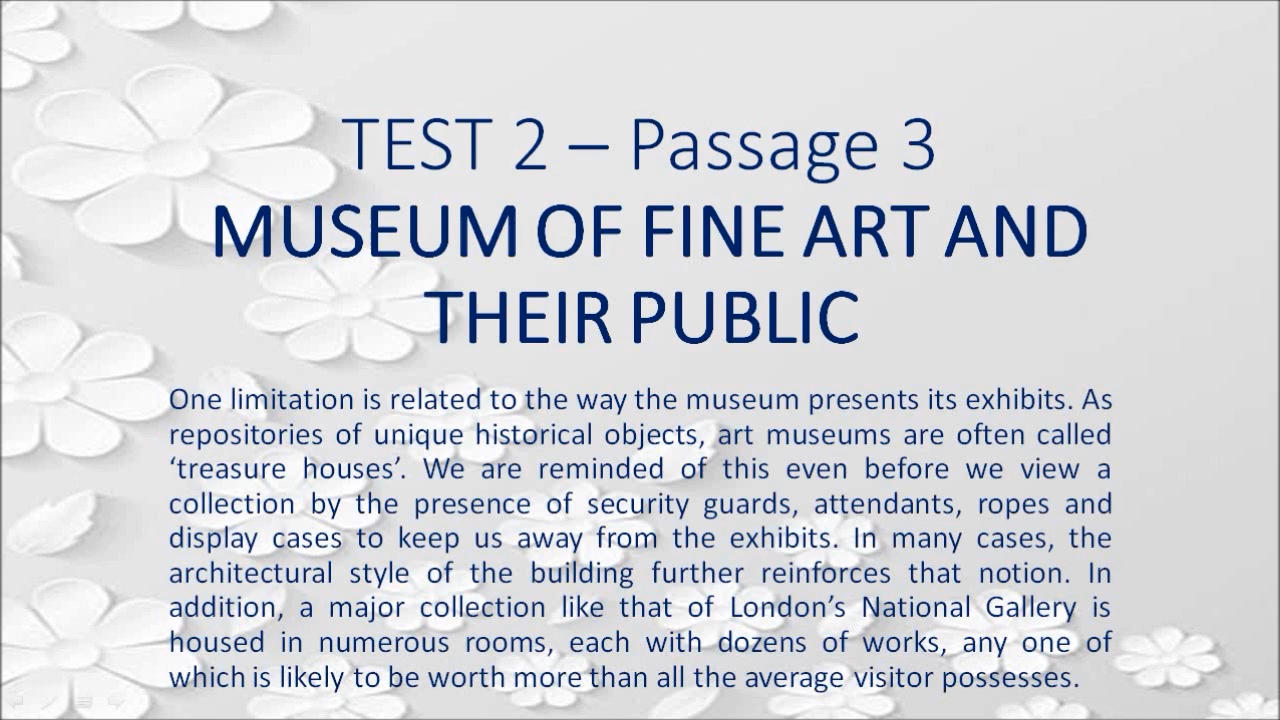 TEST 2 – Passage 3
MUSEUM OF FINE ART AND
THEIR PUBLIC
One limitation is related to the way the museum presents its exhibits. As
repositories of unique historical objects, art museums are often called
‘treasure houses’. We are reminded of this even before we view a
collection by the presence of security guards, attendants, ropes and
display cases to keep us away from the exhibits. In many cases, the
architectural style of the building further reinforces that notion. In
addition, a major collection like that of London’s National Gallery is
housed in numerous rooms, each with dozens of works, any one of
which is likely to be worth more than all the average visitor possesses.